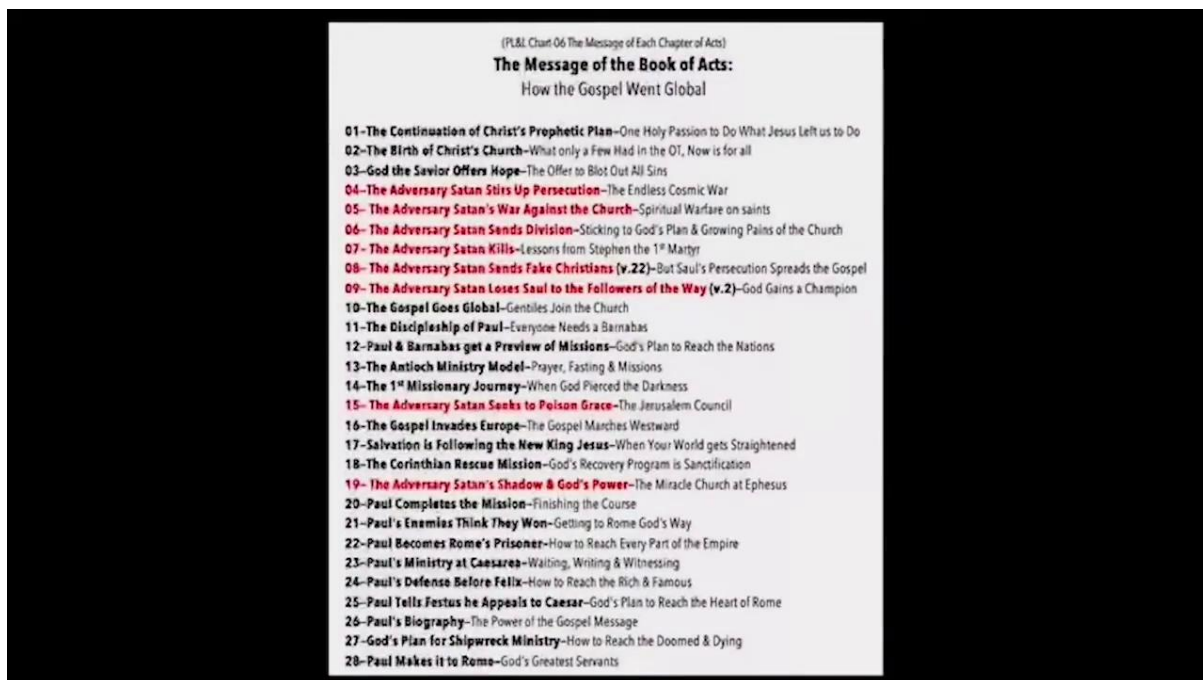 (PL&L Chart-06 The Message of Each Chapter of Acts)
The Message of the Book of Acts:
How the Gospel Went Global
01-The Continuation of Christ's Prophetic Plan-One Holy Passion to Do What Jesus Left us to Do
02-The Birth of Christ's Church-What only a Few Had in the OT, Now is for all
03-God the Savior Offers Hope-The Offer to Blot Out All Sins
04-The Adversary Satan Stirs Up Persecution-The Endless Cosmic War
05- The Adversary Satan's War Against the Church-Spiritual Warfare on saints
06- The Adversary Satan Sends Division-Sticking to God's Plan & Growing Pains of the Church
07- The Adversary Satan Kills-Lessons from Stephen the 1st Martyr
08- The Adversary Satan Sends Fake Christians (v.22)-But Saul's Persecution Spreads the Gospel
09- The Adversary Satan Loses Saul to the Followers of the Way (v.2)-God Gains a Champion
10-The Gospel Goes Global-Gentiles Join the Church
11-The Discipleship of Paul-Everyone Needs a Barnabas
12-Paul & Barnabas get a Preview of Missions-God's Plan to Reach the Nations
13-The Antioch Ministry Model-Prayer, Fasting & Missions
14-The 1st Missionary Journey-When God Pierced the Darkness
15- The Adversary Satan Seeks to Poison Grace-The Jerusalem Council
16-The Gospel Invades Europe-The Gospel Marches Westward
17-Salvation is Following the New King Jesus-When Your World gets Straightened
18-The Corinthian Rescue Mission-God's Recovery Program is Sanctification
19- The Adversary Satan's Shadow & God's Power-The Miracle Church at Ephesus
20-Paul Completes the Mission-Finishing the Course
21-Paul's Enemies Think They Won-Getting to Rome God's Way
22-Paul Becomes Rome's Prisoner-How to Reach Every Part of the Empire
23-Paul's Ministry at Caesarea-Waiting, Writing & Witnessing
24-Paul's Defense Before Felix-How to Reach the Rich & Famous
25-Paul Tells Festus he Appeals to Caesar-God's Plan to Reach the Heart of Rome
26-Paul's Biography-The Power of the Gospel Message
27-God's Plan for Shipwreck Ministry-How to Reach the Doomed & Dying
28-Paul Makes it to Rome-God's Greatest Servants